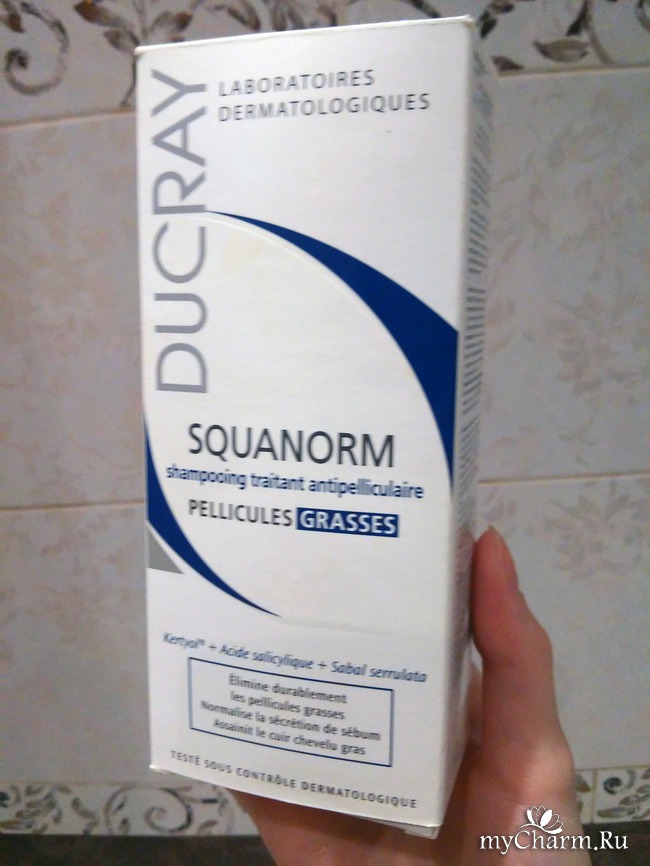 DUCRAY
LABORATOIRES
DERMATOLOGIQUES
SQUANORM
shampooing traitant antipelliculaire
PELLICULES GRASSES
Kertyol® + Acide salicylique + Sabal serrulata
Élimine durablement
les pellicules grasses
Normalise la sécrétion de sébum
Assainit le cuir chevelu gras
TESTÉ SOUS CONTRÔLE DERMATOLOGIQUE
myCharm.Ru